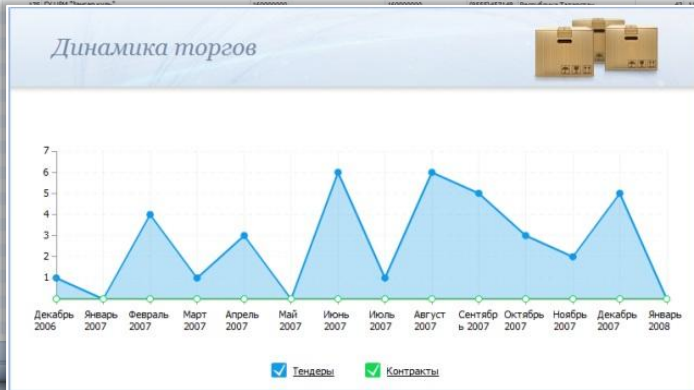 Динамика торгов
7
6
5
4
3
2
1
Декабрь 2006
Январь 2007
Февраль 2007
Март 2007
Апрель 2007
Май 2007
Июнь 2007
Июль 2007
Август 2007
Сентябр
ь 2007
Октябрь 2007
Ноябрь 2007
Декабрь 2007
Январь 2008
Тендеры
Контракты